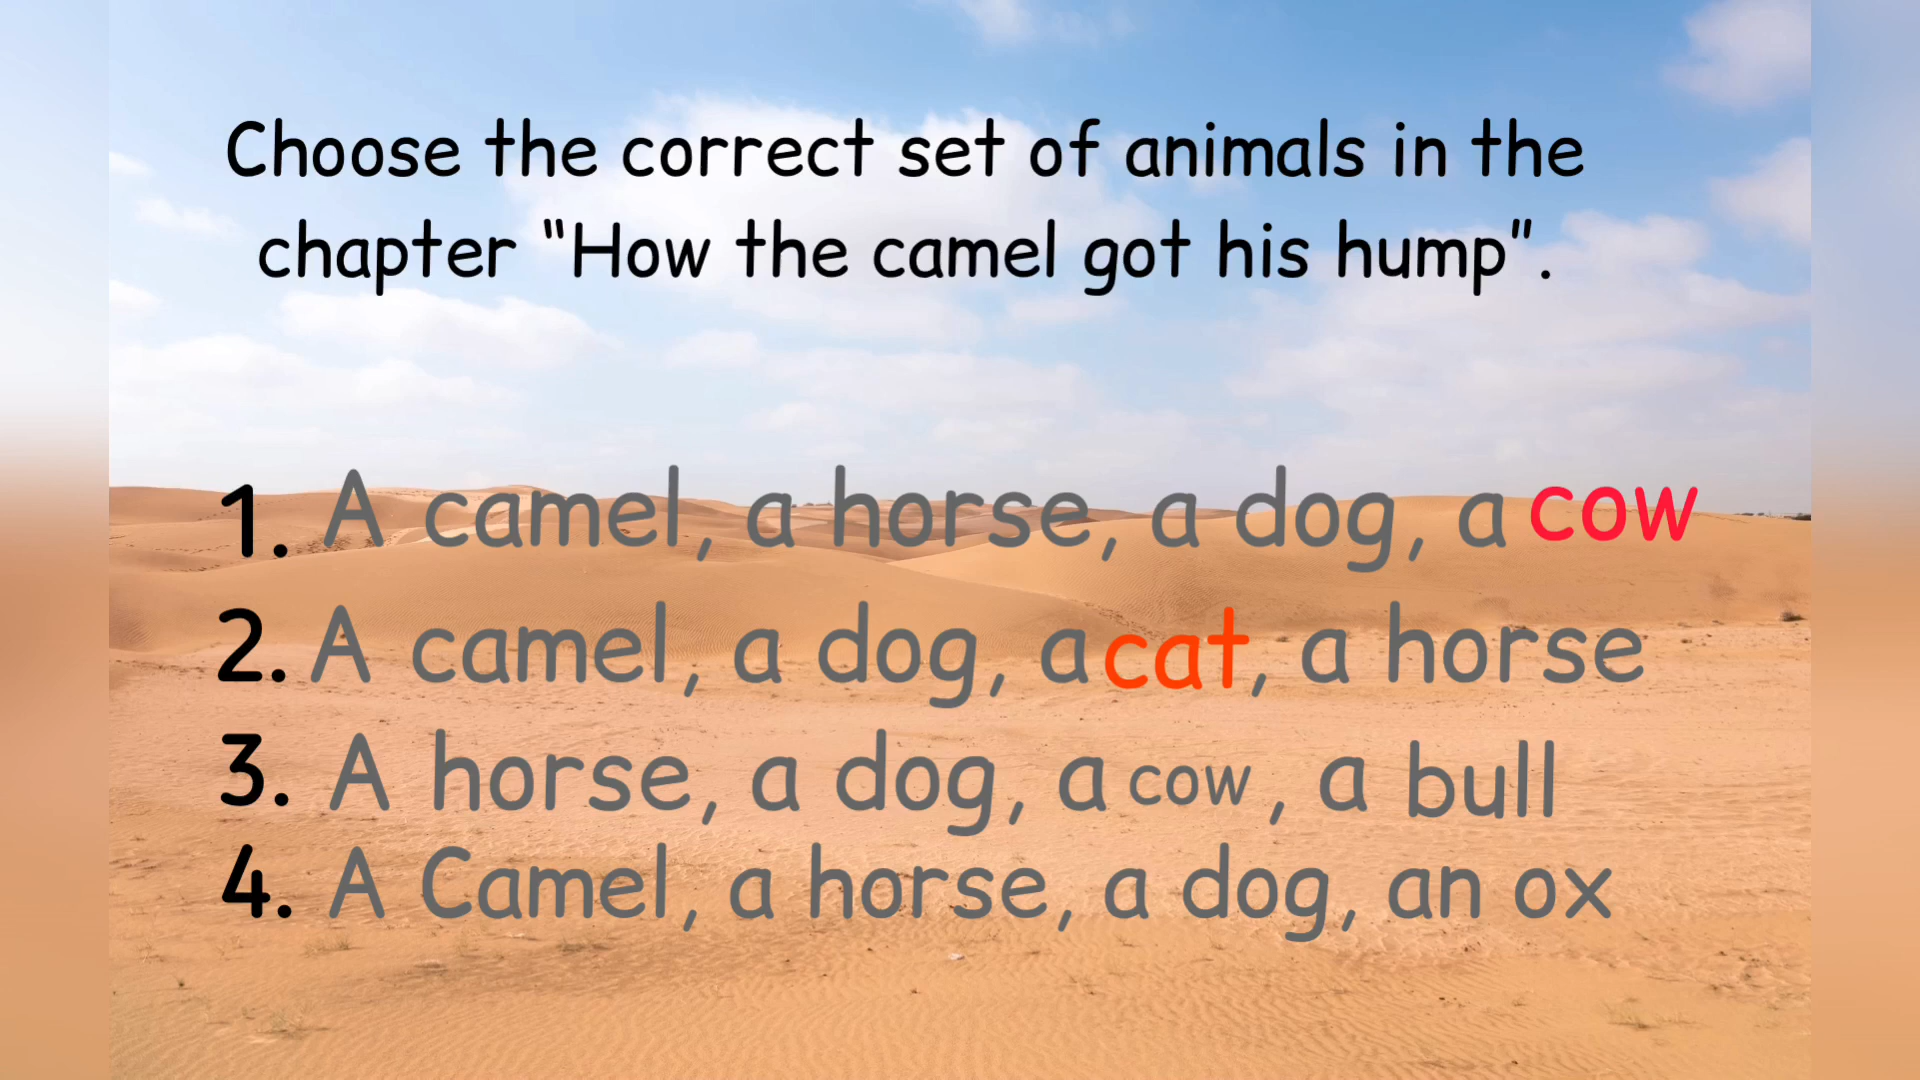 Choose the correct set of animals in the
chapter “How the camel got his hump”.
1. A camel, a horse, a dog, a cow
2. A camel, a dog, a cat, a horse
3. A horse, a dog, a cow, a bull
4. A Camel, a horse, a dog, an ox